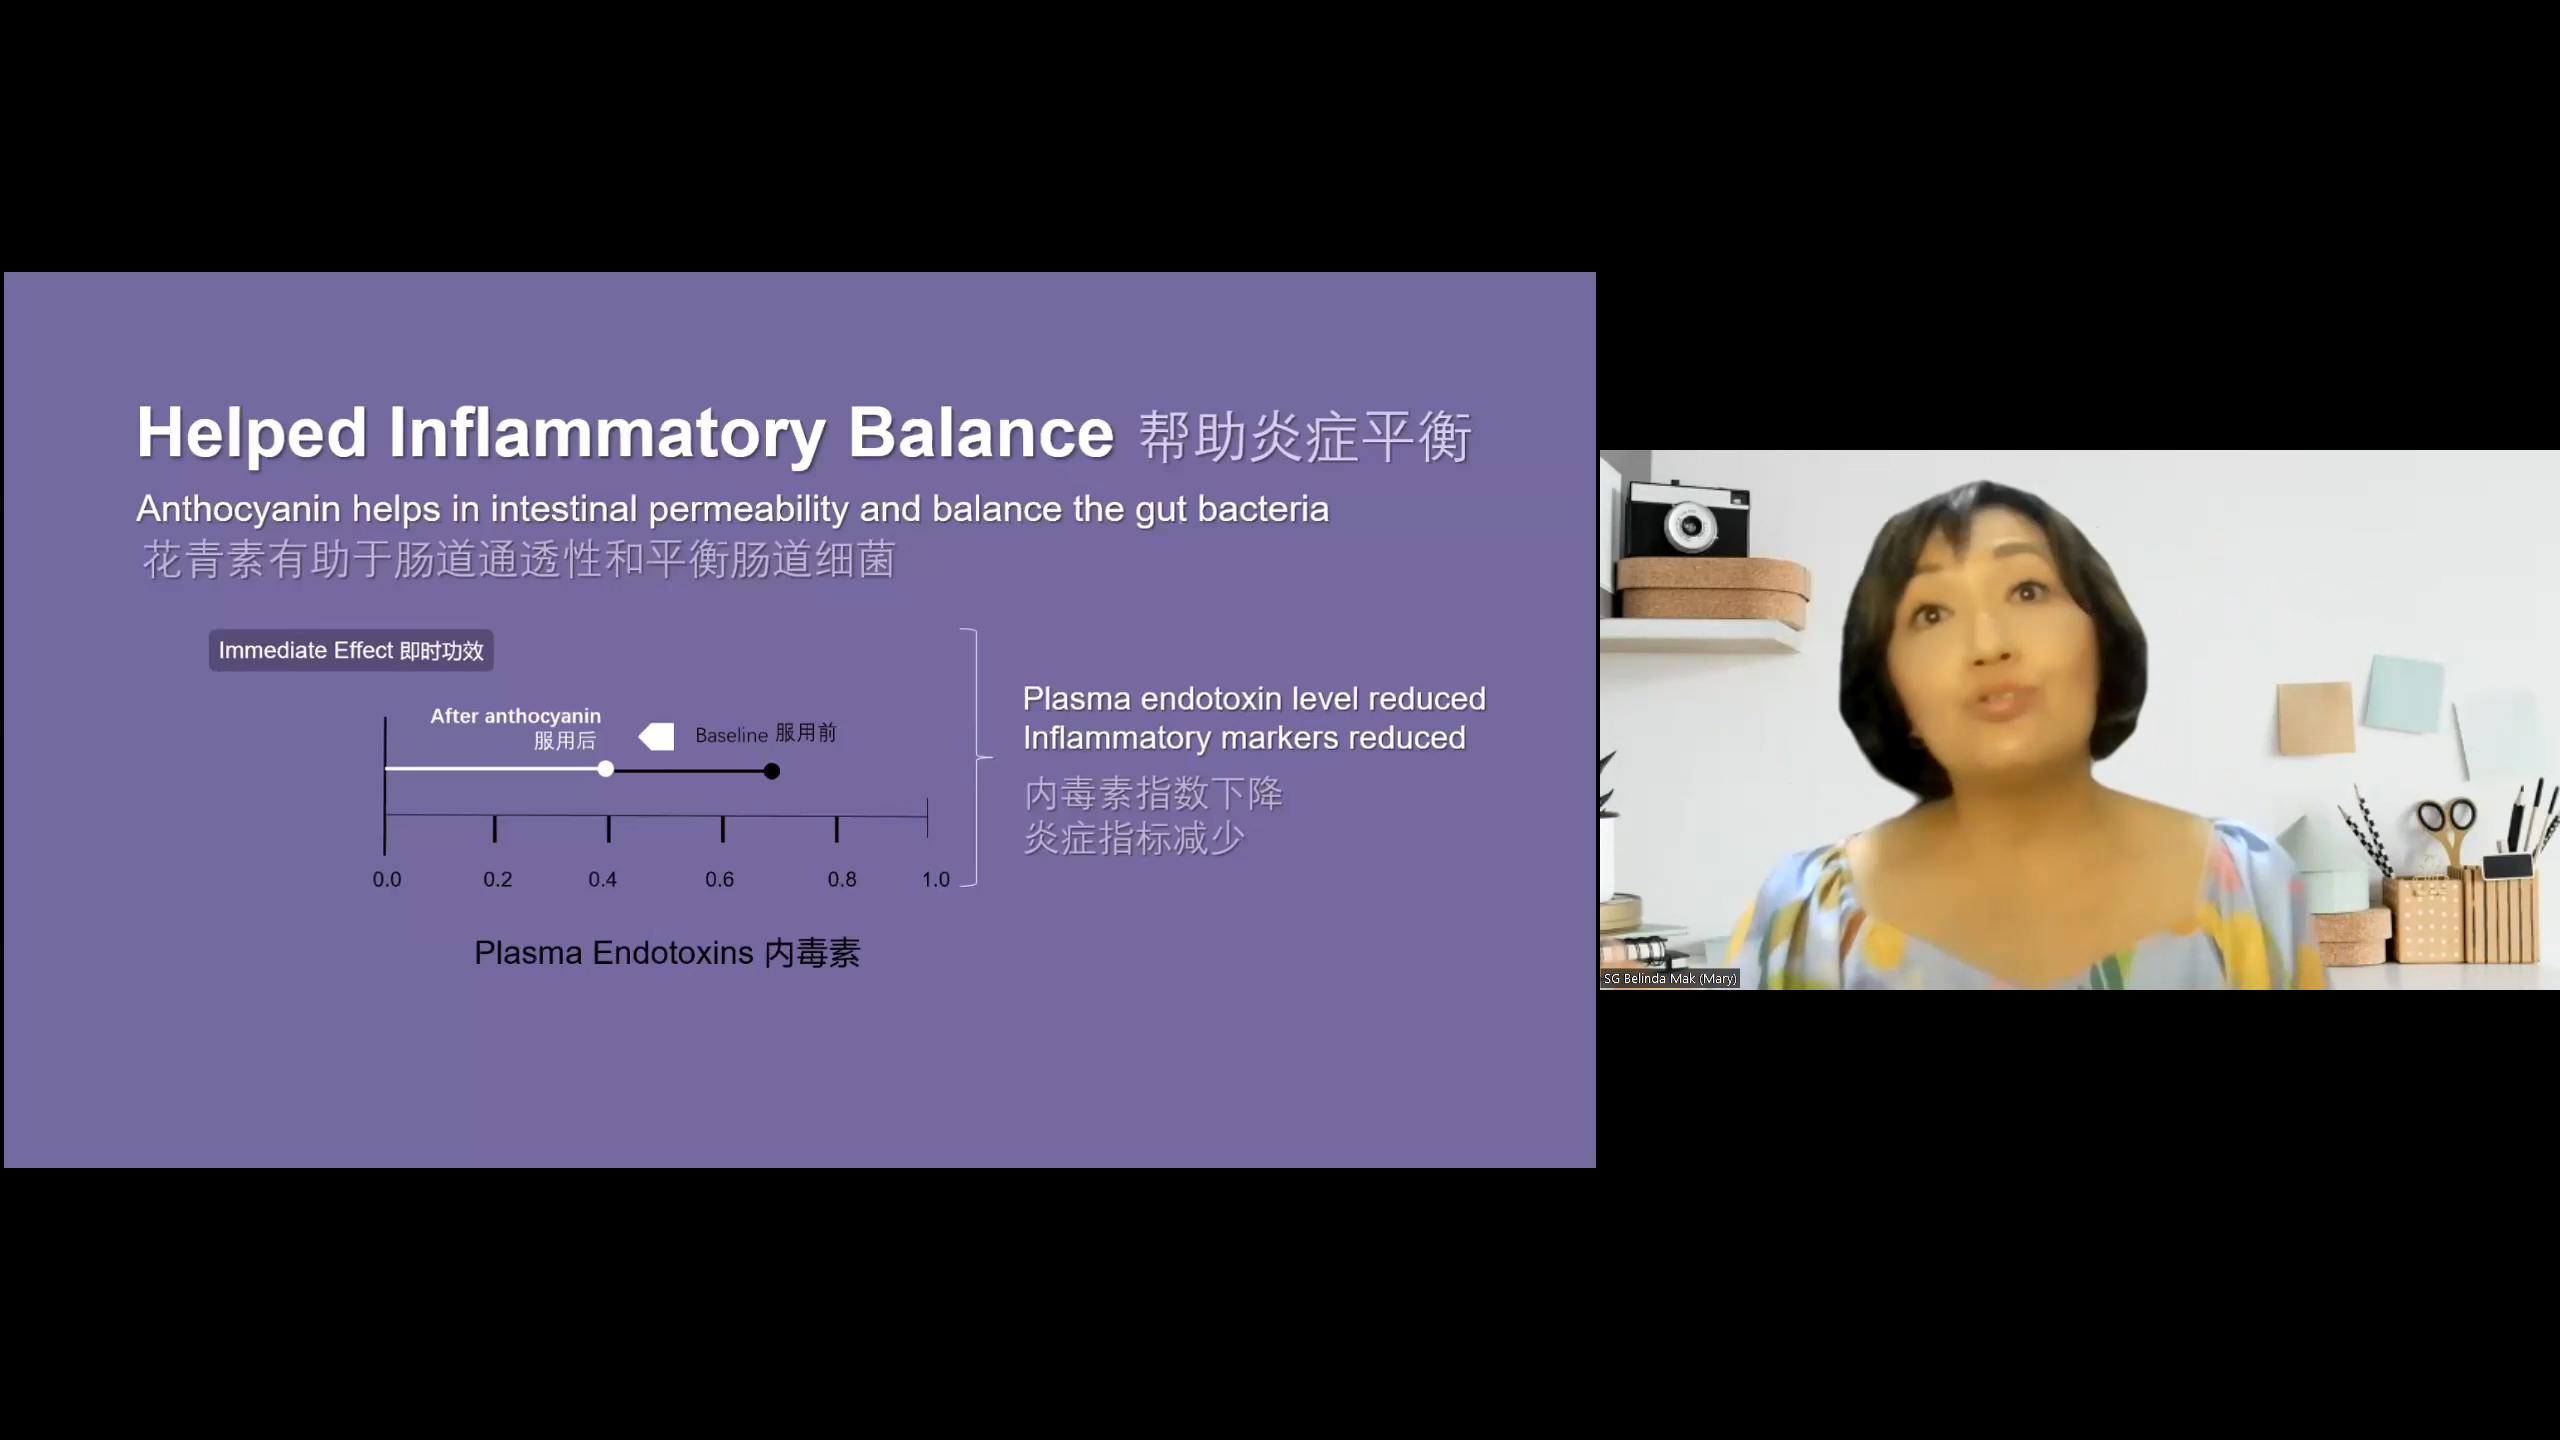 Helped Inflammatory Balance 帮助炎症平衡
Anthocyanin helps in intestinal permeability and balance the gut bacteria
花青素有助于肠道通透性和平衡肠道细菌
Immediate Effect 即时功效
After anthocyanin
服用后
Baseline 服用前
0.0 0.2 0.4 0.6 0.8 1.0
Plasma Endotoxins 内毒素
Plasma endotoxin level reduced
Inflammatory markers reduced
内毒素指数下降
炎症指标减少
SG Belinda Mak (Mary)